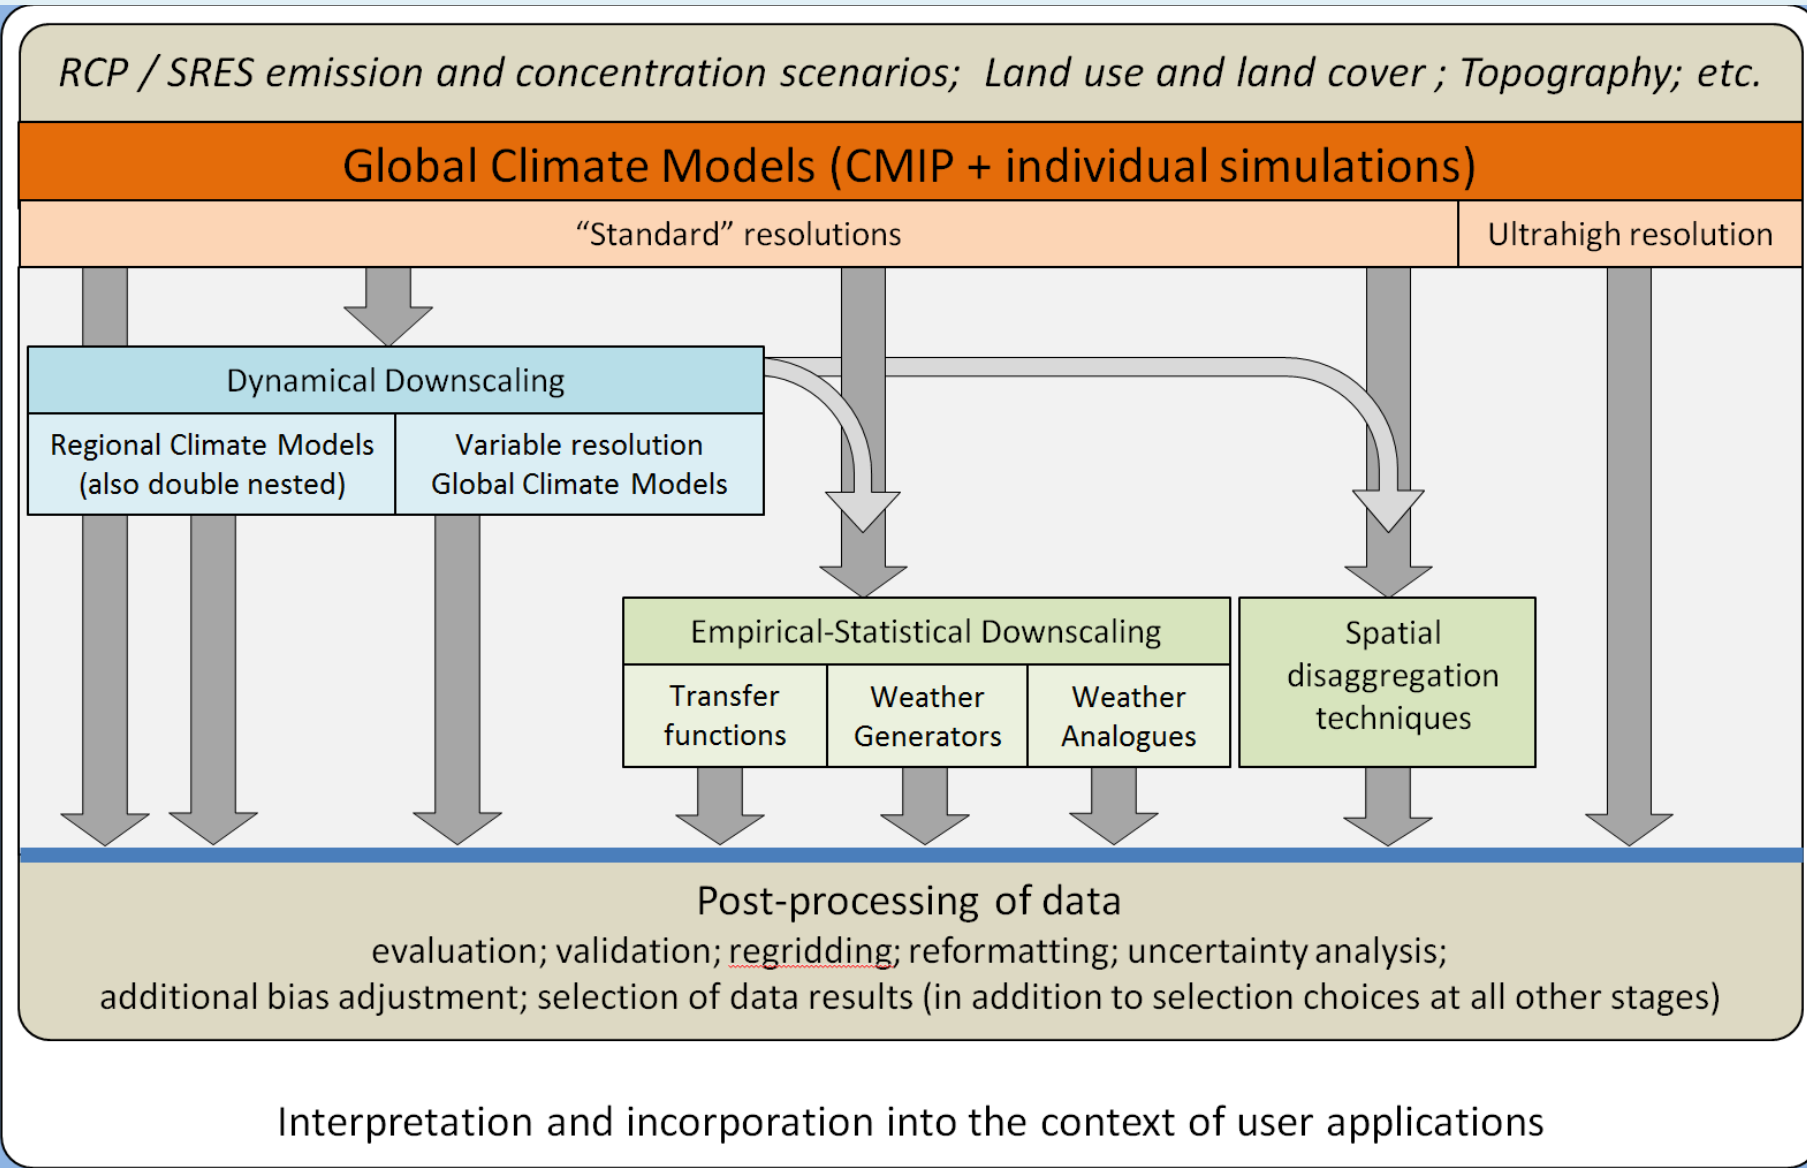 RCP / SRES emission and concentration scenarios;  Land use and land cover ; Topography; etc.
Global Climate Models (CMIP + individual simulations)
“Standard” resolutions
Ultrahigh resolution
Dynamical Downscaling
Regional Climate Models
(also double nested)
Variable resolution
Global Climate Models
Empirical-Statistical Downscaling
Transfer
functions
Weather
Generators
Weather
Analogues
Spatial
disaggregation
techniques
Post-processing of data
evaluation; validation; regridding; reformatting; uncertainty analysis;
additional bias adjustment; selection of data results (in addition to selection choices at all other stages)
Interpretation and incorporation into the context of user applications